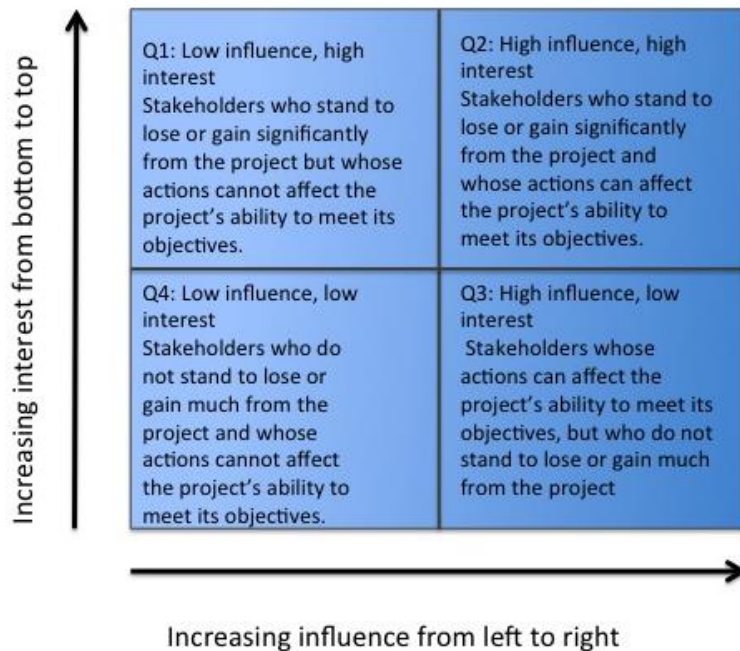 Increasing interest from bottom to top
Q1: Low influence, high
interest
Stakeholders who stand to
lose or gain significantly
from the project but whose
actions cannot affect the
project's ability to meet its
objectives.
Q2: High influence, high
interest
Stakeholders who stand to
lose or gain significantly
from the project and
whose actions can affect
the project's ability to
meet its objectives.
Q4: Low influence, low
interest
Stakeholders who do
not stand to lose or
gain much from the
project and whose
actions cannot affect
the project's ability to
meet its objectives.
Q3: High influence, low
interest
Stakeholders whose
actions can affect the
project's ability to meet its
objectives, but who do not
stand to lose or gain much
from the project
Increasing influence from left to right